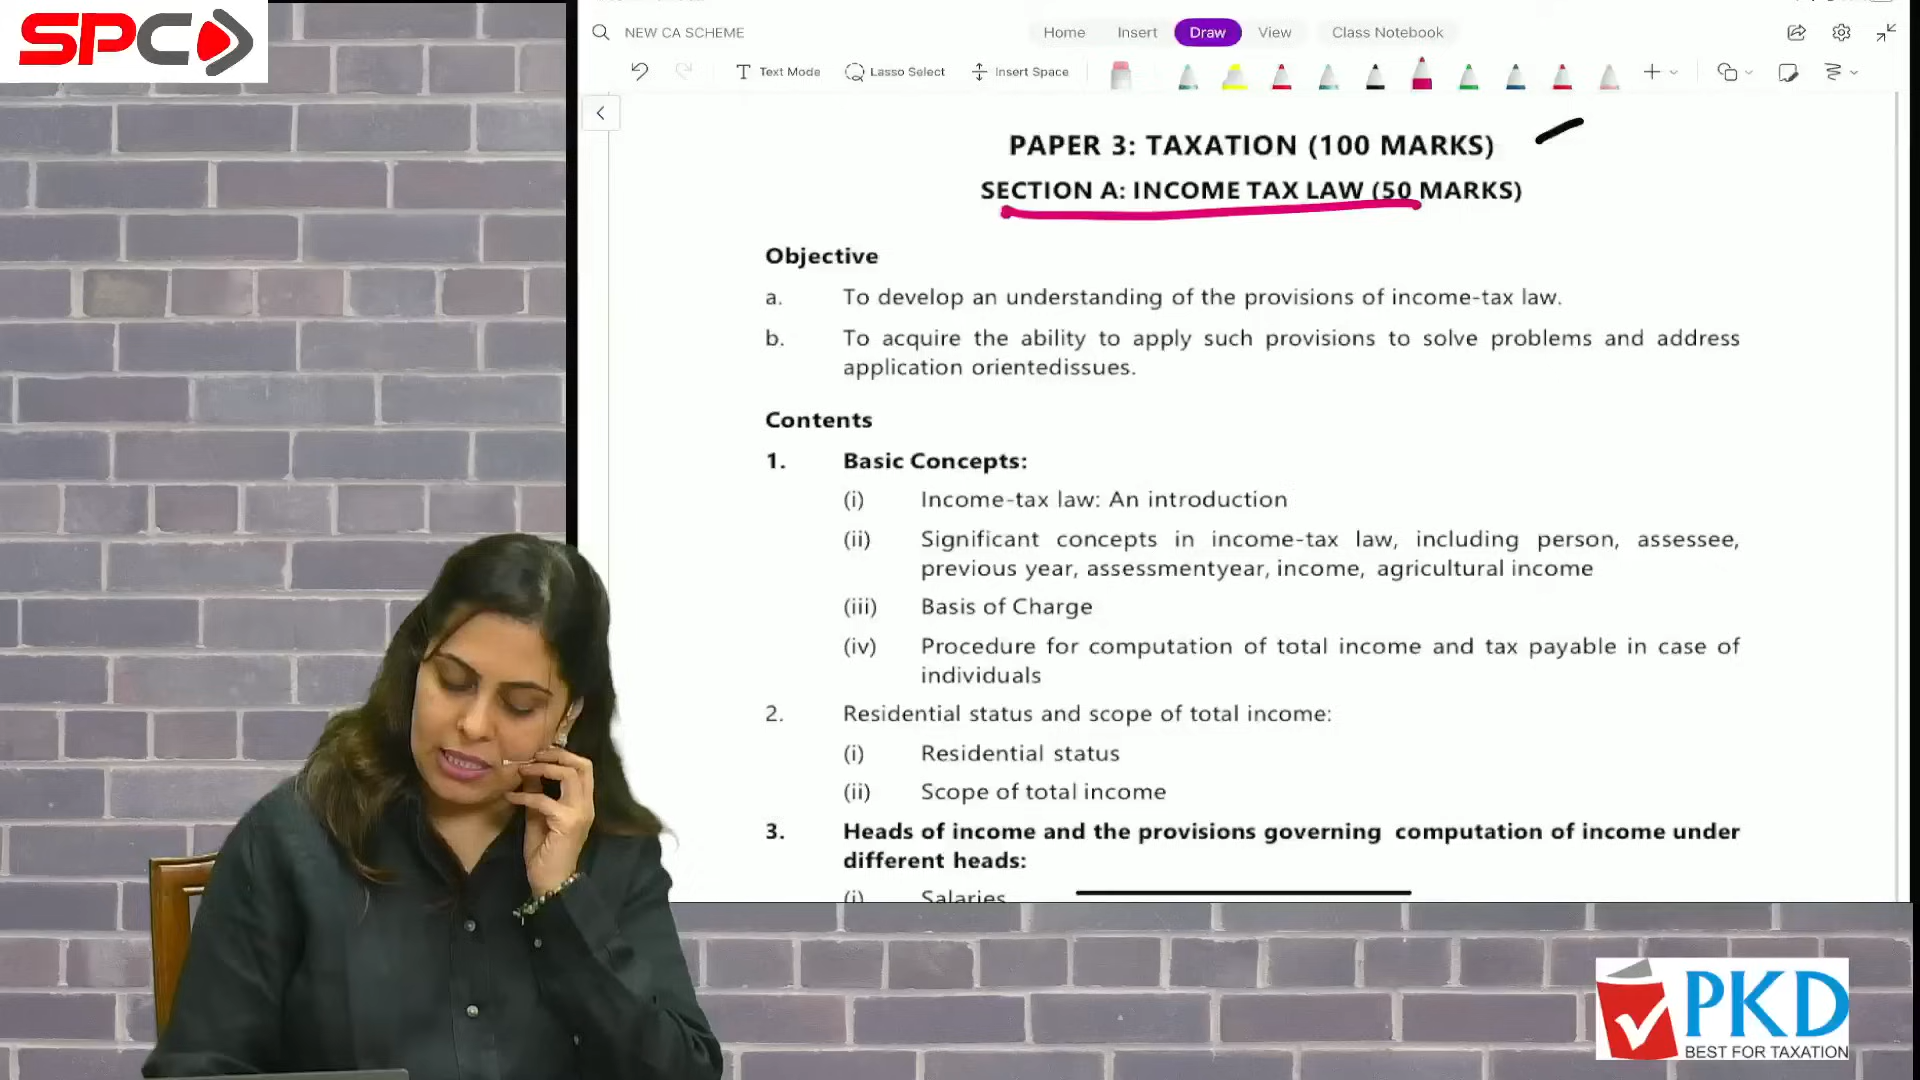 SPC
NEW CA SCHEME
Home Insert Draw View Class Notebook
Text Mode Lasso Select Insert Space
PAPER 3: TAXATION (100 MARKS)
SECTION A: INCOME TAX LAW (50 MARKS)
Objective
a. To develop an understanding of the provisions of income-tax law.
b. To acquire the ability to apply such provisions to solve problems and address
application orientedissues.
Contents
1. Basic Concepts:
(i) Income-tax law: An introduction
(ii) Significant concepts in income-tax law, including person, assessee,
previous year, assessmentyear, income, agricultural income
(iii) Basis of Charge
(iv) Procedure for computation of total income and tax payable in case of
individuals
2. Residential status and scope of total income:
(i) Residential status
(ii) Scope of total income
3. Heads of income and the provisions governing computation of income under
different heads:
(i) Salaries
PKD
BEST FOR TAXATION